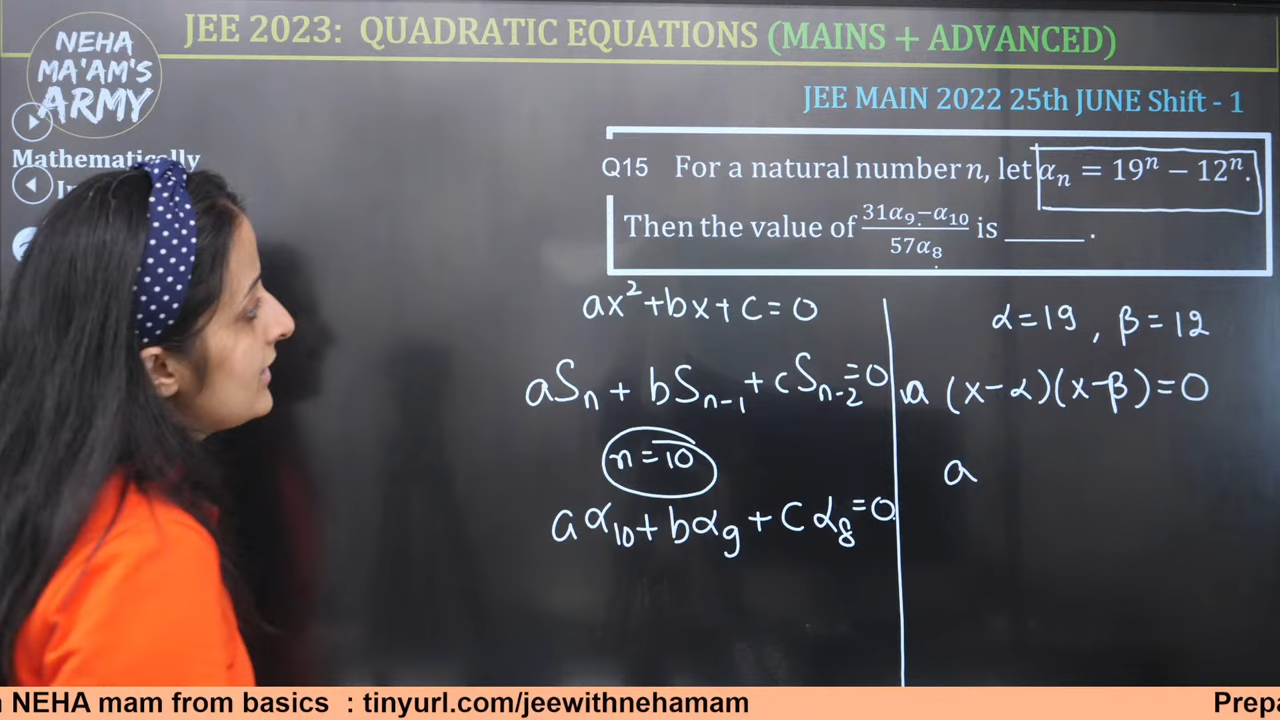 JEE 2023: QUADRATIC EQUATIONS (MAINS + ADVANCED)
NEHA
MA'AM'S
ARMY
Mathematically
JEE MAIN 2022 25th JUNE Shift - 1
Q15 For a natural number n, let αₙ = 19ⁿ − 12ⁿ.
Then the value of (31α₉ − α₁₀)/(57α₈) is _____ .
ax² + bx + c = 0
aSₙ + bSₙ₋₁ + cSₙ₋₂ = 0
n = 10
aα₁₀ + bα₉ + cα₈ = 0
α = 19 , β = 12
a (x − α)(x − β) = 0
a
NEHA mam from basics : tinyurl.com/jeewithnehamam